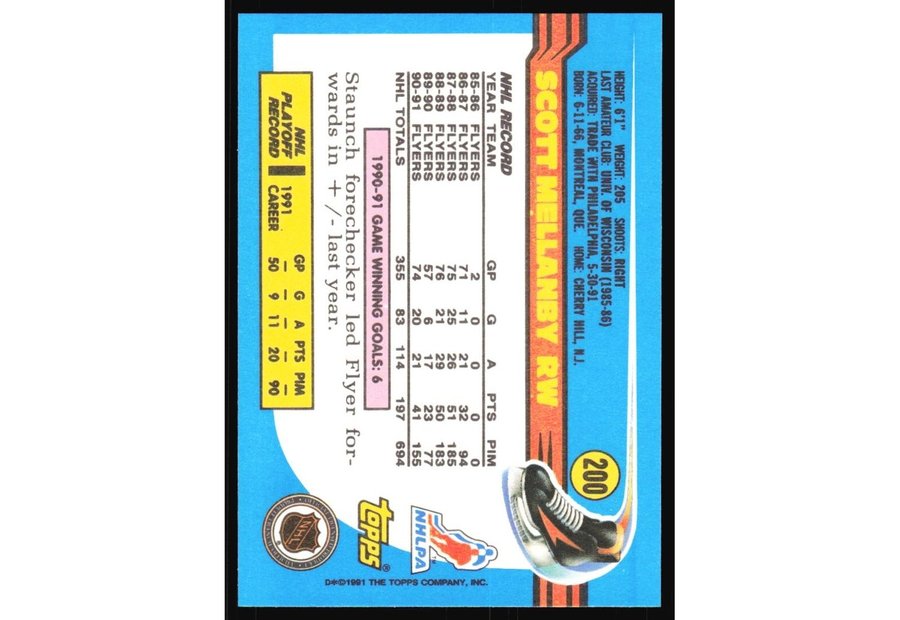 200
HEIGHT: 6'1" WEIGHT: 205 SHOOTS: RIGHT
LAST AMATEUR CLUB: UNIV. OF WISCONSIN (1985-86)
ACQUIRED: TRADE WITH PHILADELPHIA, 5-30-91
BORN: 6-11-66, MONTREAL, QUE. HOME: CHERRY HILL, N.J.
SCOTT MELLANBY RW
NHL RECORD
YEAR TEAM GP G A PTS PIM
85-86 FLYERS 2 0 0 0 0
86-87 FLYERS 71 11 21 32 94
87-88 FLYERS 75 25 26 51 185
88-89 FLYERS 76 21 29 50 183
89-90 FLYERS 57 6 17 23 77
90-91 FLYERS 74 20 21 41 155
NHL TOTALS 355 83 114 197 694
1990-91 GAME WINNING GOALS: 6
Staunch forechecker led Flyer for-
wards in +/- last year.
NHL
PLAYOFF
RECORD
GP G A PTS PIM
1991 – – – – –
CAREER 50 9 11 20 90
NHLPA
TM
topps®
NHL
D*©1991 THE TOPPS COMPANY, INC.